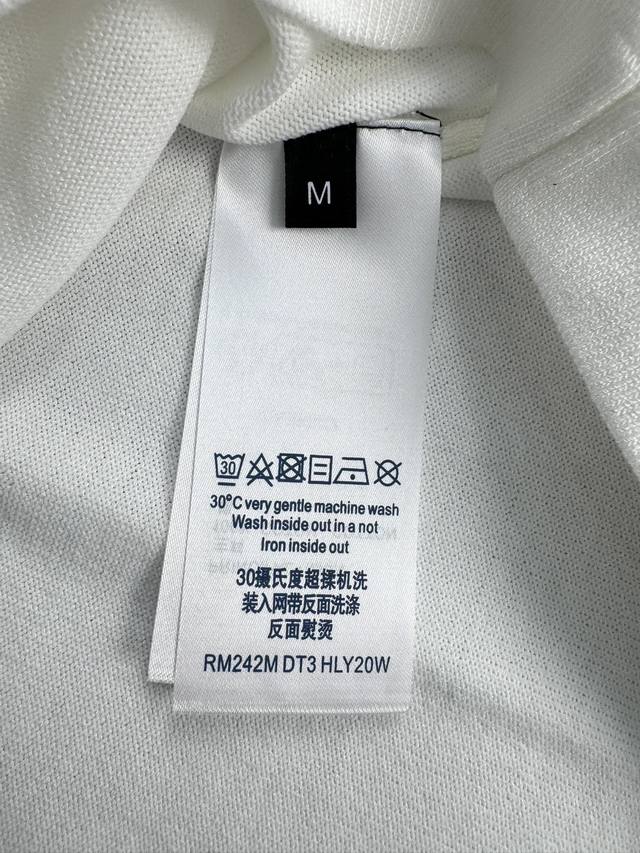 M
30
30°C very gentle machine wash
Wash inside out in a not
Iron inside out
30摄氏度超揉机洗
装入网带反面洗涤
反面熨烫
RM242M DT3 HLY20W